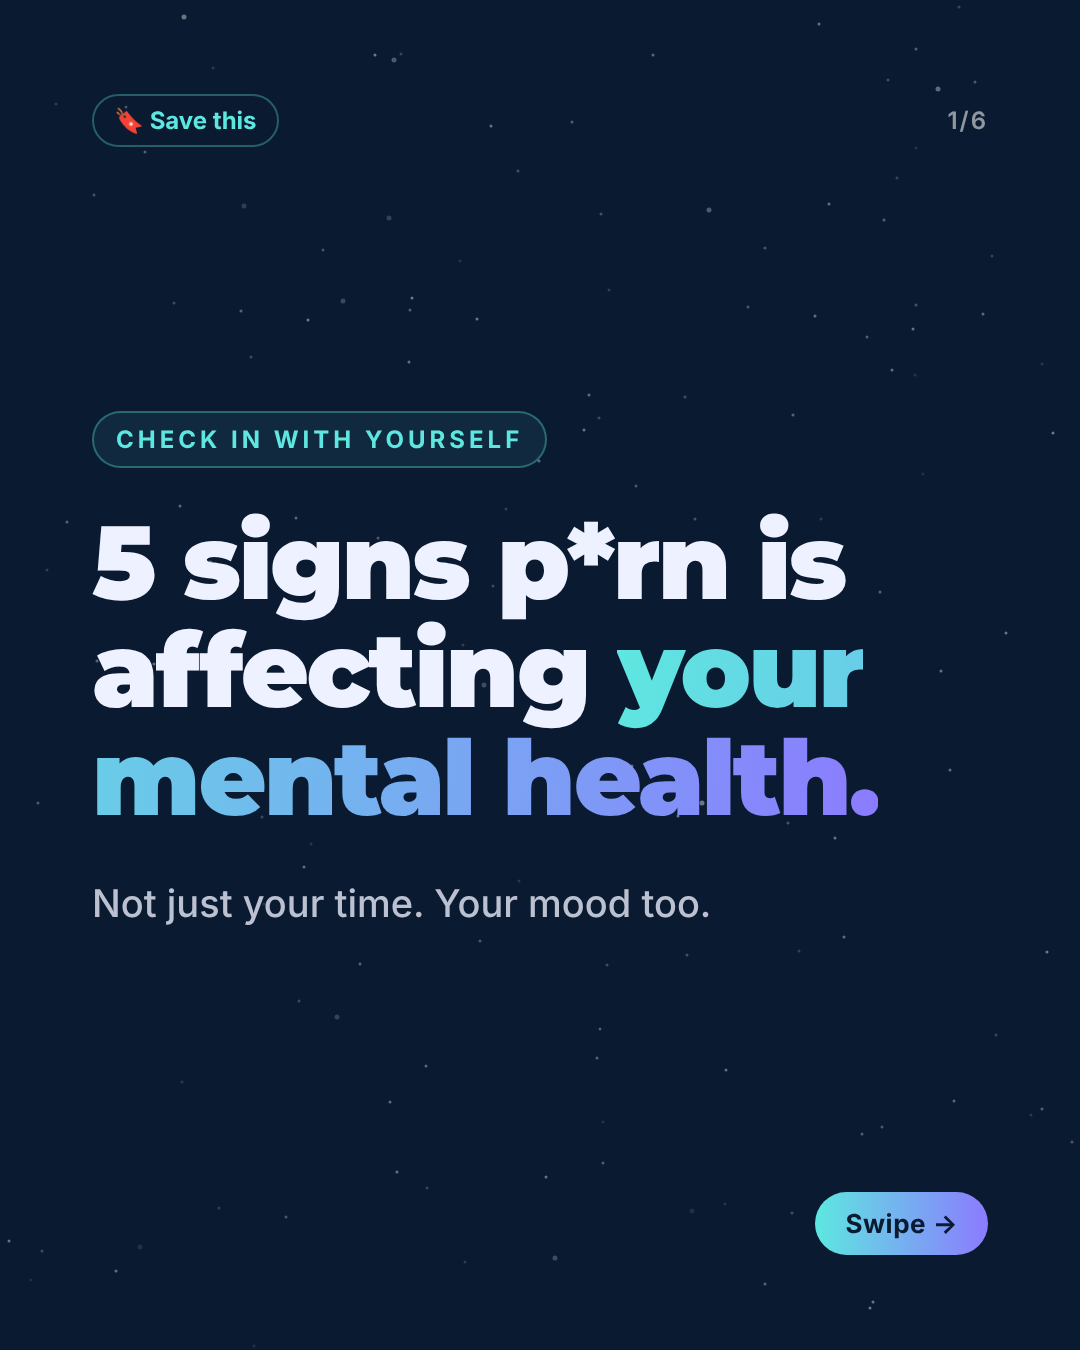 🔖 Save this
1/6
CHECK IN WITH YOURSELF
5 signs p*rn is
affecting your
mental health.
Not just your time. Your mood too.
Swipe →